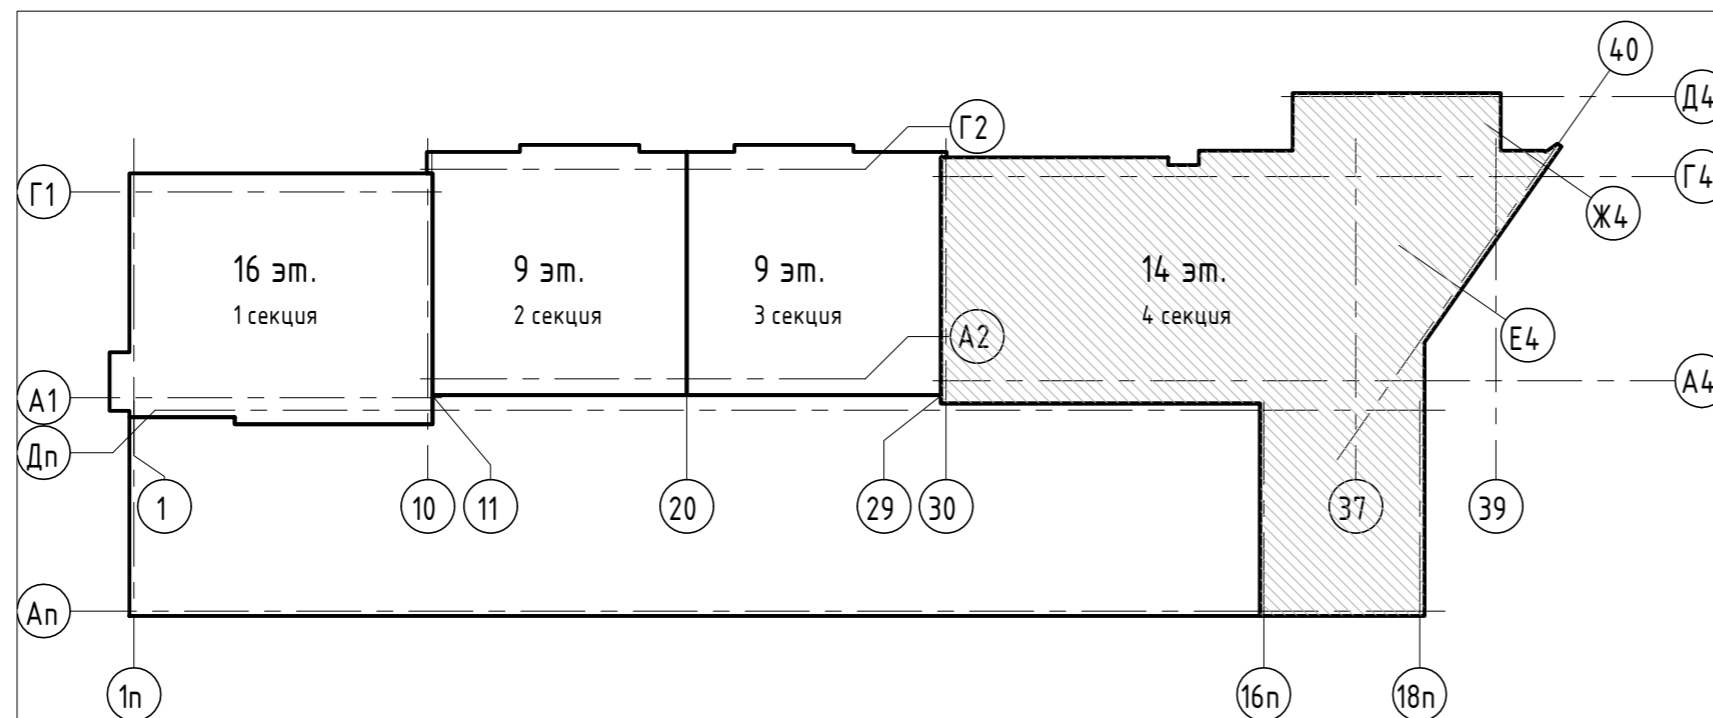 40
Д4
Г2
Г4
Г1
Ж4
16 эт.
9 эт.
9 эт.
14 эт.
1 секция
2 секция
3 секция
4 секция
А2
Е4
А4
А1
Дп
1
10
11
20
29
30
37
39
Ап
1п
16п
18п